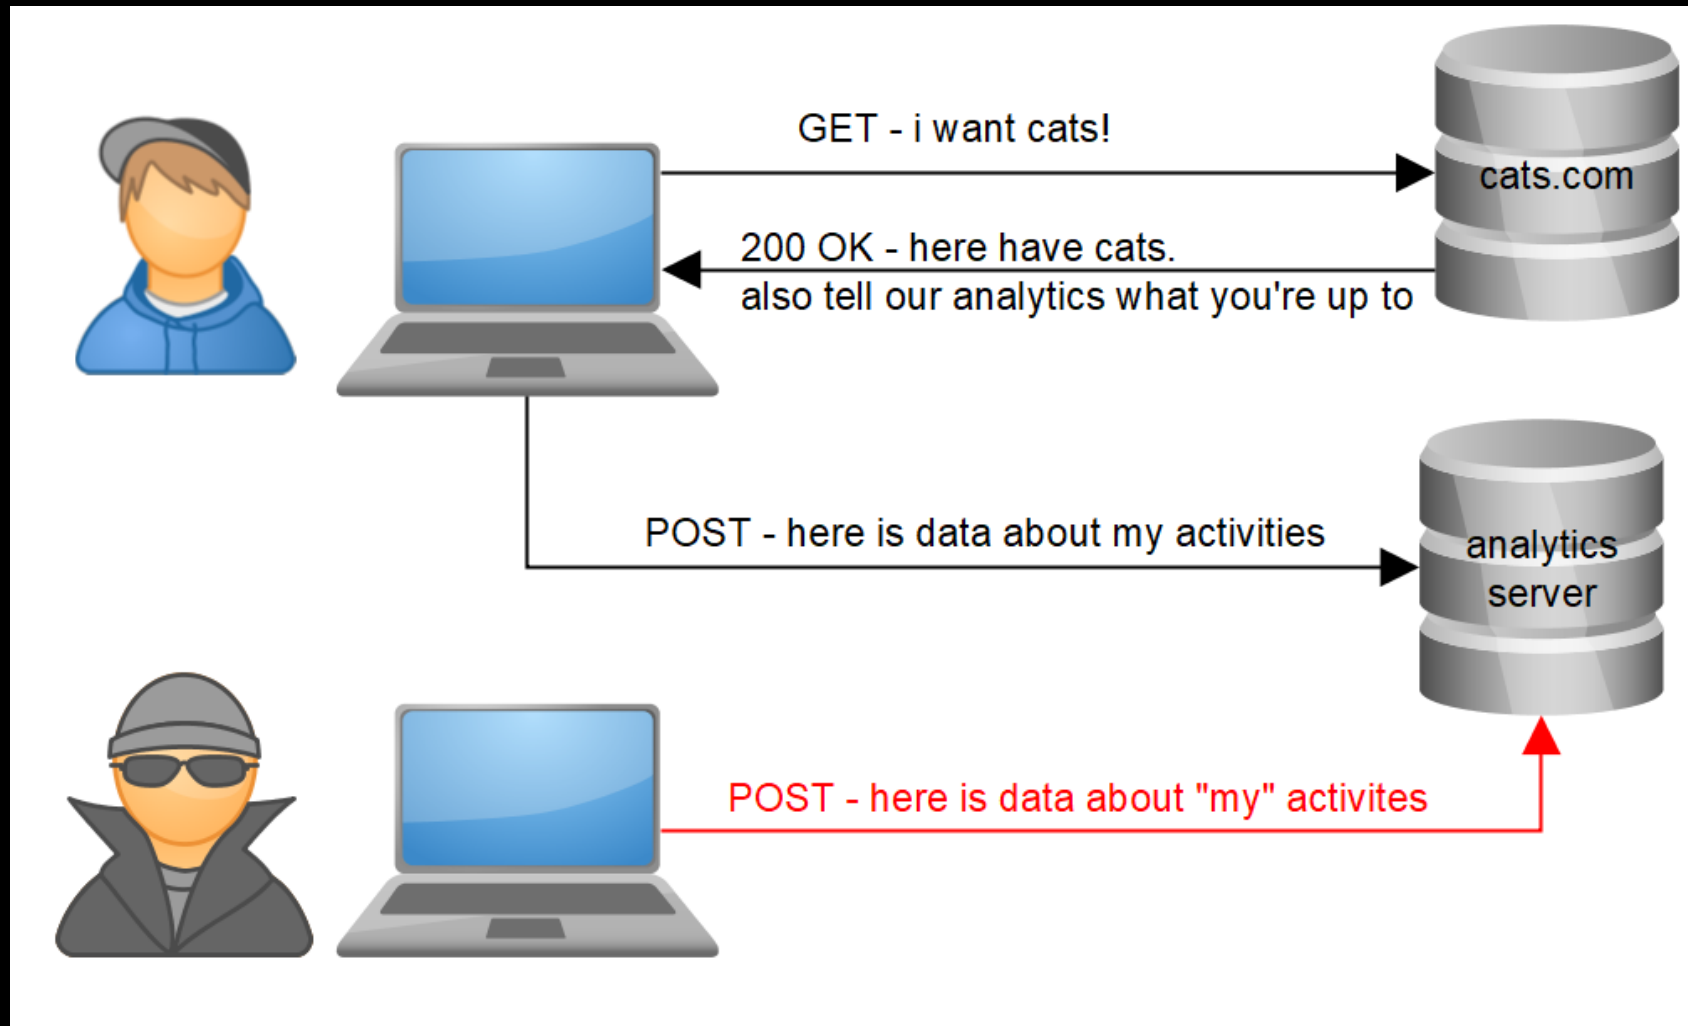 GET - i want cats!
cats.com
200 OK - here have cats.
also tell our analytics what you're up to
POST - here is data about my activities
analytics
server
POST - here is data about "my" activites